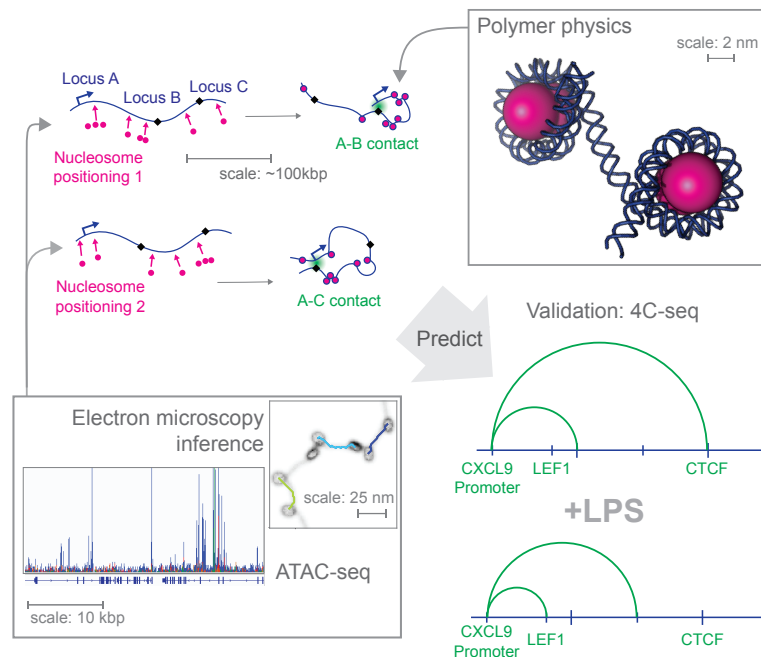 Polymer physics
scale: 2 nm
Locus A
Locus B
Locus C
Nucleosome
positioning 1
scale: ~100kbp
A-B contact
Nucleosome
positioning 2
A-C contact
Predict
Validation: 4C-seq
CXCL9
Promoter
LEF1
CTCF
+LPS
CXCL9
Promoter
LEF1
CTCF
Electron microscopy
inference
scale: 25 nm
ATAC-seq
scale: 10 kbp